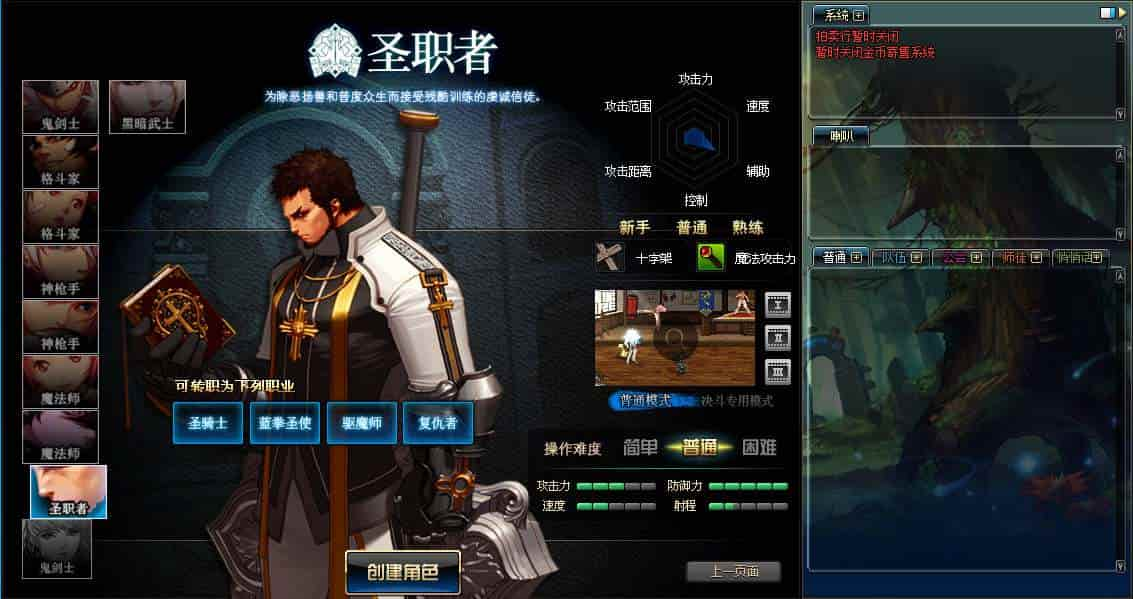 圣职者
为除恶扬善和普度众生而接受残酷训练的虔诚信徒。
鬼剑士
黑暗武士
格斗家
格斗家
神枪手
神枪手
魔法师
魔法师
圣职者
鬼剑士
可转职为下列职业
圣骑士 蓝拳圣使 驱魔师 复仇者
创建角色
攻击力
攻击范围 速度
攻击距离 辅助
控制
新手 普通 熟练
十字架 魔法攻击力
I
II
III
普通模式 决斗专用模式
操作难度 简单 普通 困难
攻击力 防御力
速度 射程
上一页面
系统
拍卖行暂时关闭
暂时关闭金币寄售系统
喇叭
普通 队伍 公会 师徒 悄悄话